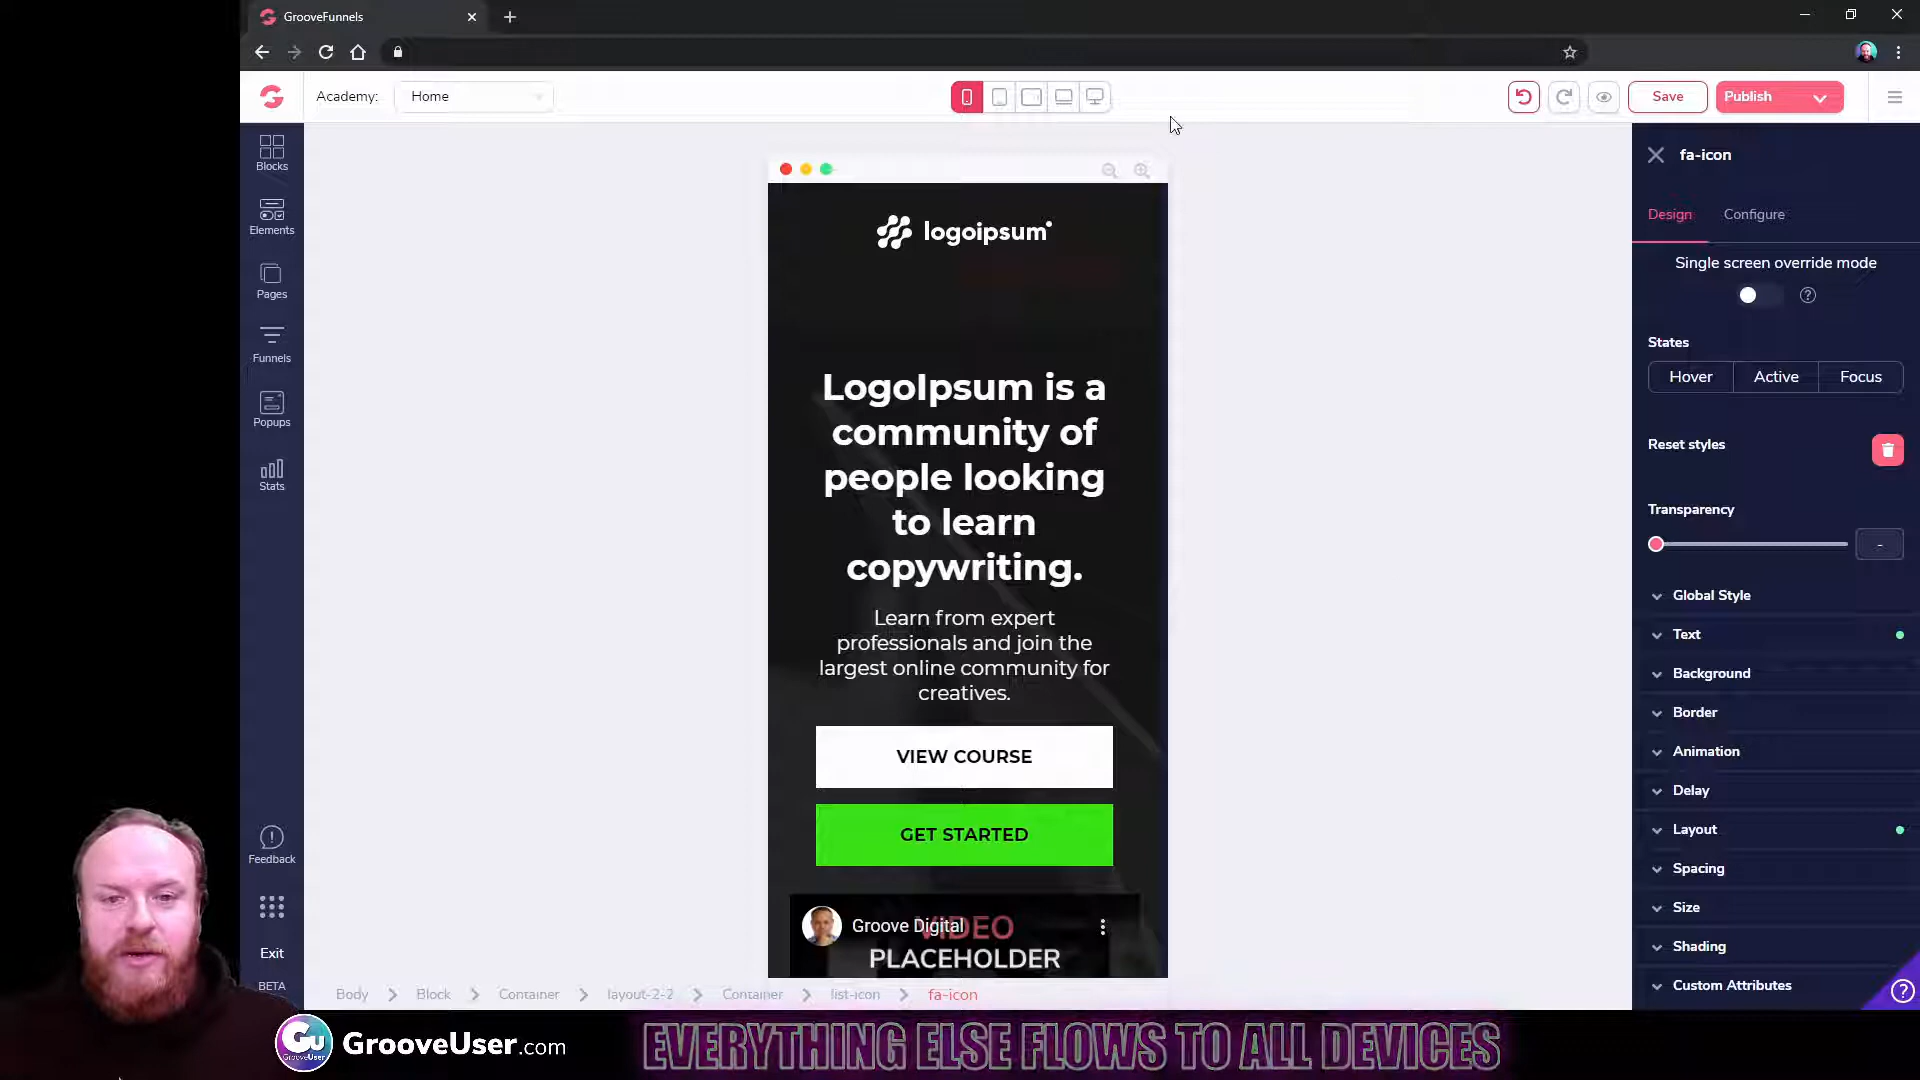 GrooveFunnels
Academy:
Home
Save
Publish
Blocks
Elements
Pages
Funnels
Popups
Stats
Feedback
Exit
BETA
logoipsum
LogoIpsum is a
community of
people looking
to learn
copywriting.
Learn from expert
professionals and join the
largest online community for
creatives.
VIEW COURSE
GET STARTED
Groove Digital
VIDEO
PLACEHOLDER
Body
Block
Container
layout-2-2
Container
list-icon
fa-icon
fa-icon
Design
Configure
Single screen override mode
?
States
Hover
Active
Focus
Reset styles
Transparency
-
Global Style
Text
Background
Border
Animation
Delay
Layout
Spacing
Size
Shading
Custom Attributes
?
Gu
GrooveUser
GrooveUser.com
EVERYTHING ELSE FLOWS TO ALL DEVICES